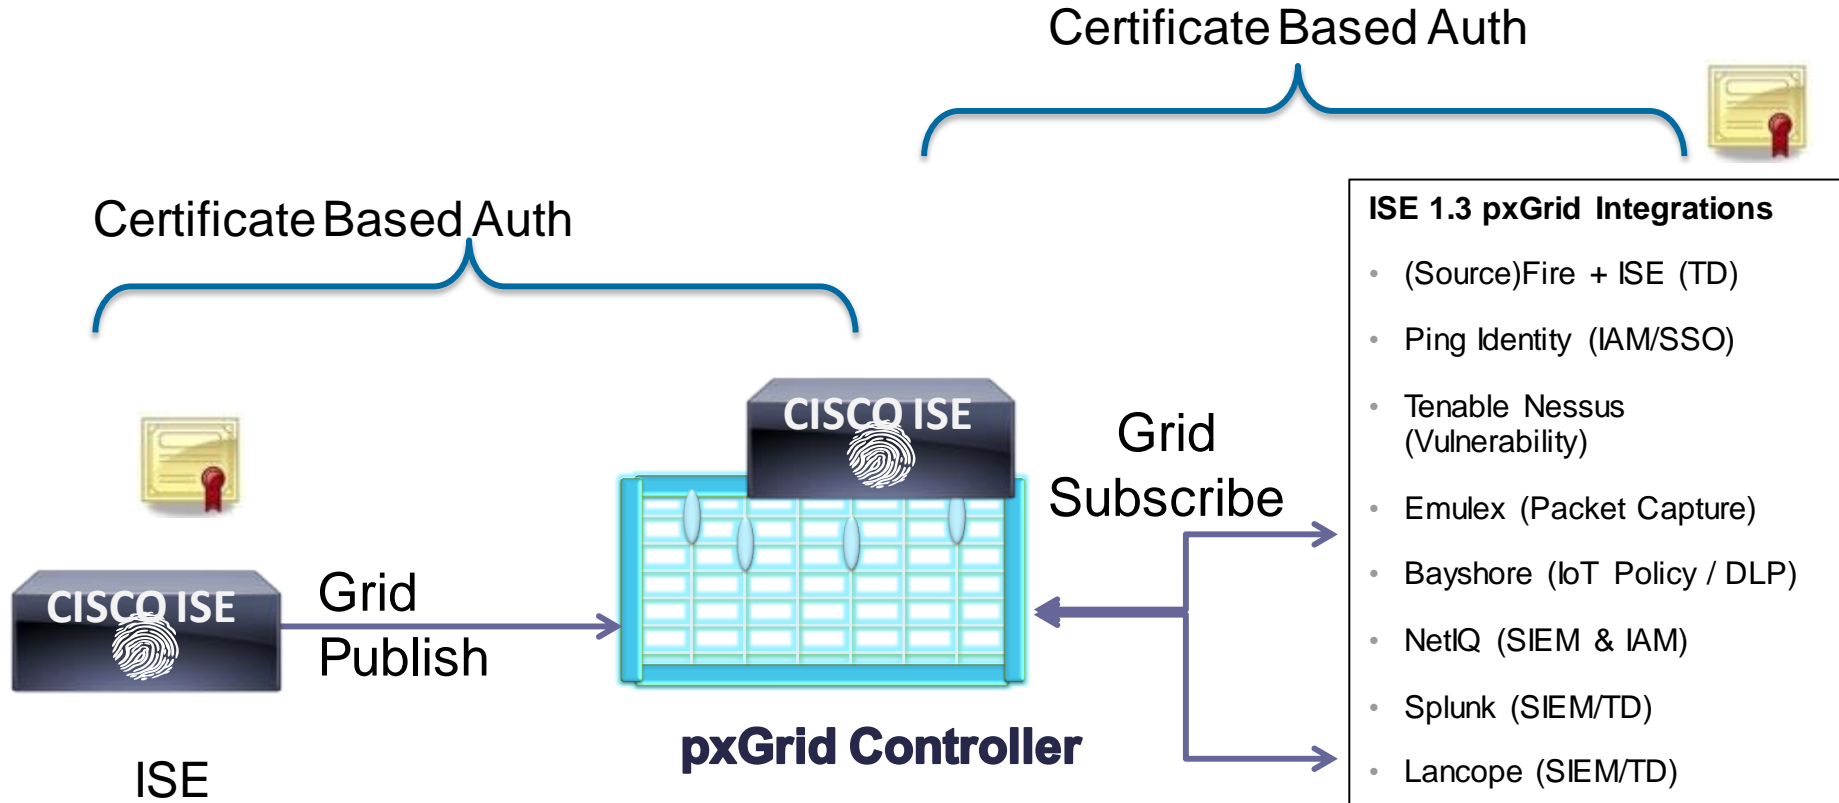 Certificate Based Auth
Certificate Based Auth
ISE 1.3 pxGrid Integrations
• (Source)Fire + ISE (TD)
• Ping Identity (IAM/SSO)
• Tenable Nessus
(Vulnerability)
• Emulex (Packet Capture)
• Bayshore (IoT Policy / DLP)
• NetIQ (SIEM & IAM)
• Splunk (SIEM/TD)
• Lancope (SIEM/TD)
CISCO ISE
Grid
Subscribe
CISCO ISE
Grid
Publish
pxGrid Controller
ISE